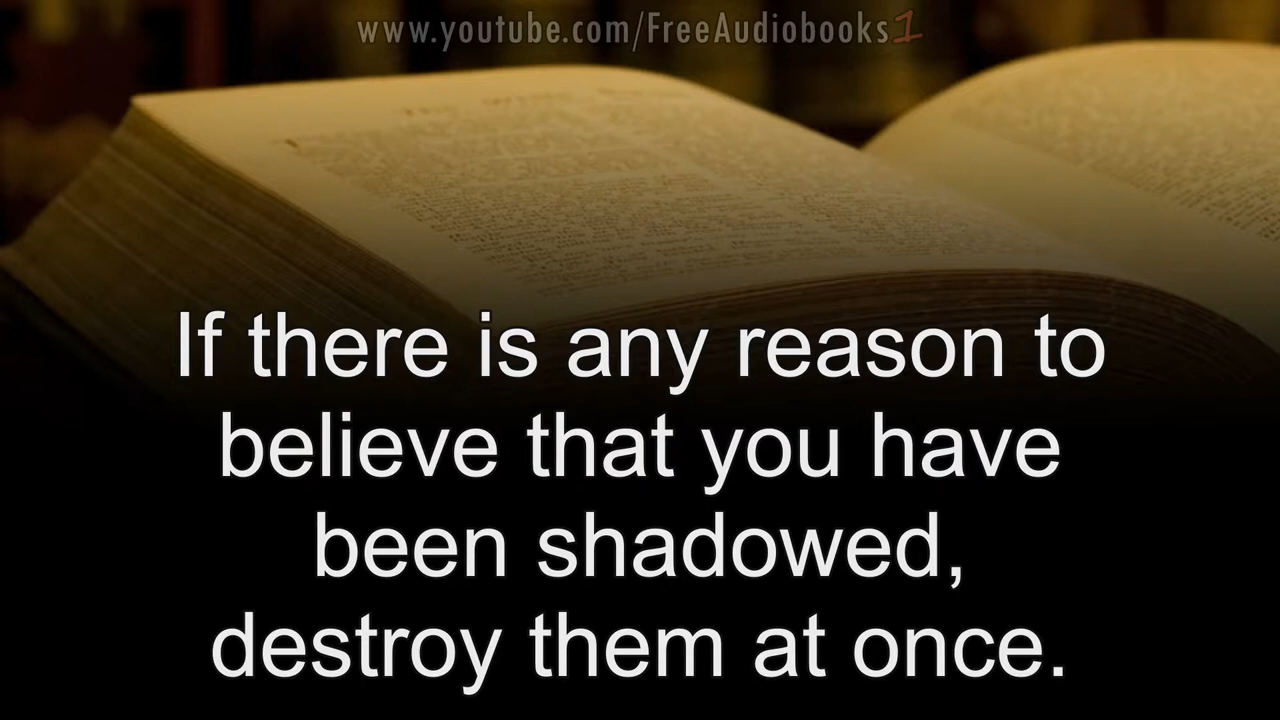 www.youtube.com/FreeAudiobooks1
If there is any reason to
believe that you have
been shadowed,
destroy them at once.